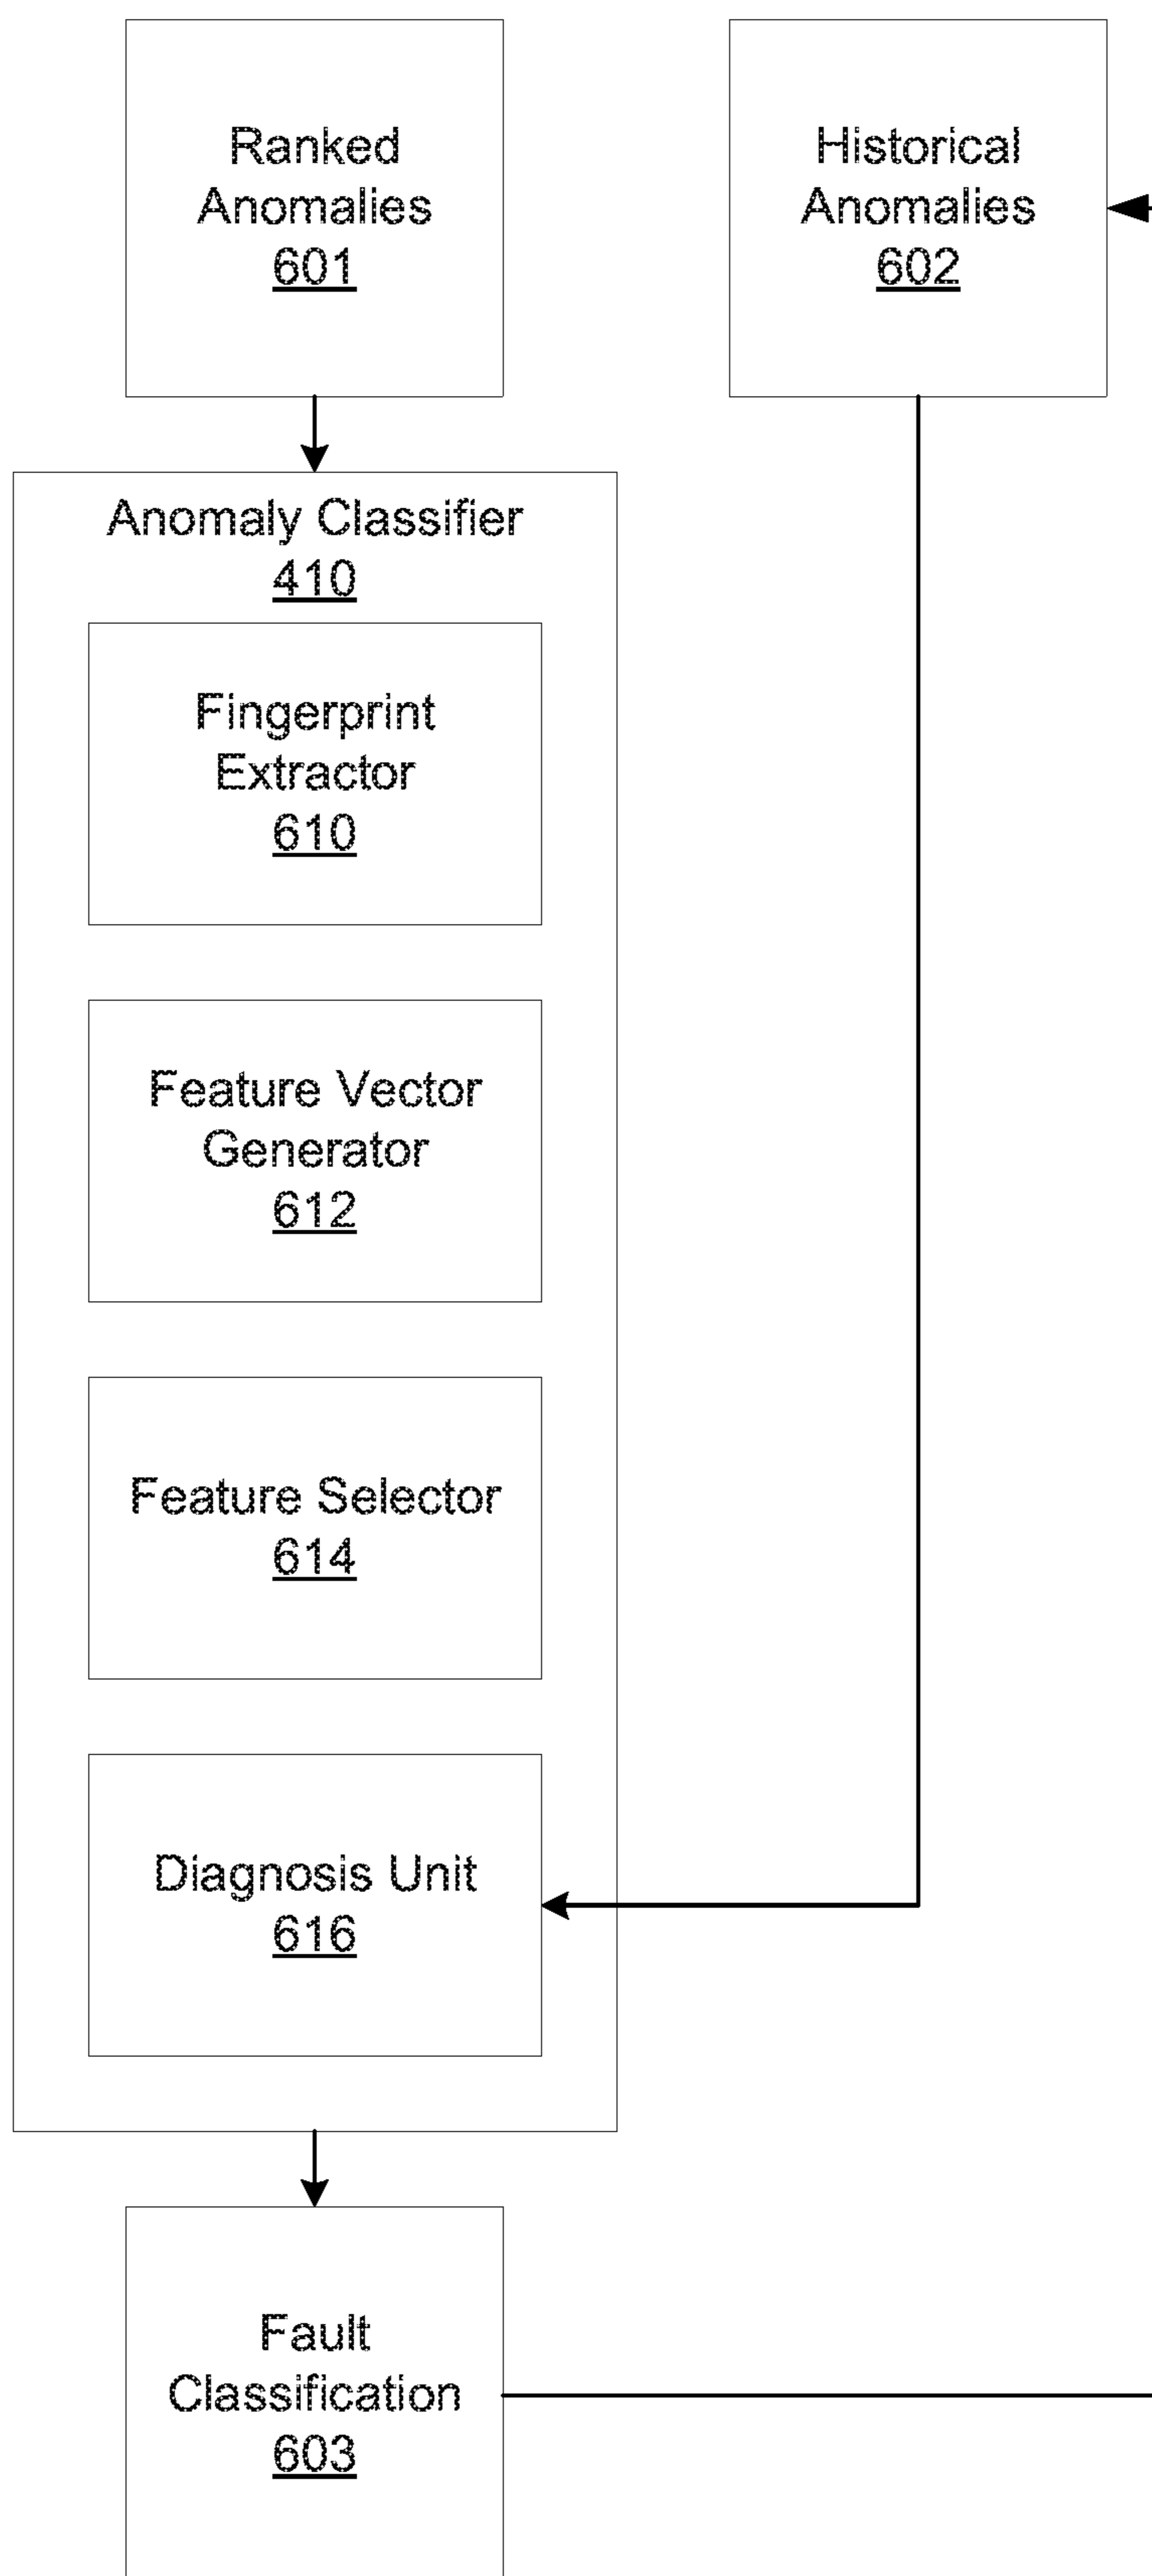 Ranked
Anomalies
601
Historical
Anomalies
602
Anomaly Classifier
410
Fingerprint
Extractor
610
Feature Vector
Generator
612
Feature Selector
614
Diagnosis Unit
616
Fault
Classification
603